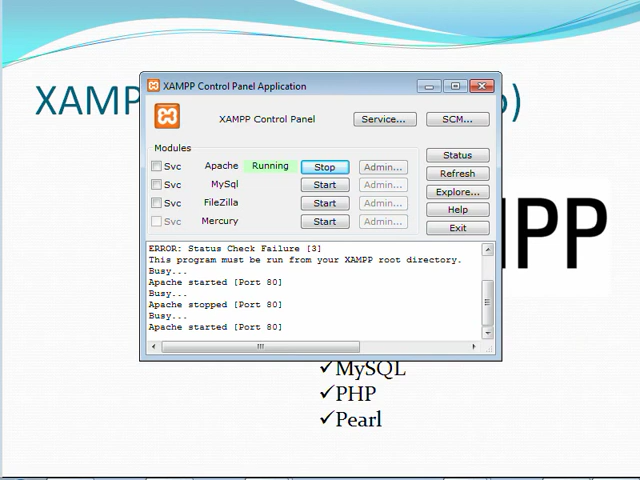 XAMP
)
XAMPP Control Panel Application
XAMPP Control Panel
Service...
SCM...
Modules
Svc Apache Running Stop Admin...
Svc MySql Start Admin...
Svc FileZilla Start Admin...
Svc Mercury Start Admin...
Status
Refresh
Explore...
Help
Exit
ERROR: Status Check Failure [3]
This program must be run from your XAMPP root directory.
Busy...
Apache started [Port 80]
Busy...
Apache stopped [Port 80]
Busy...
Apache started [Port 80]
PP
✓MySQL
✓PHP
✓Pearl